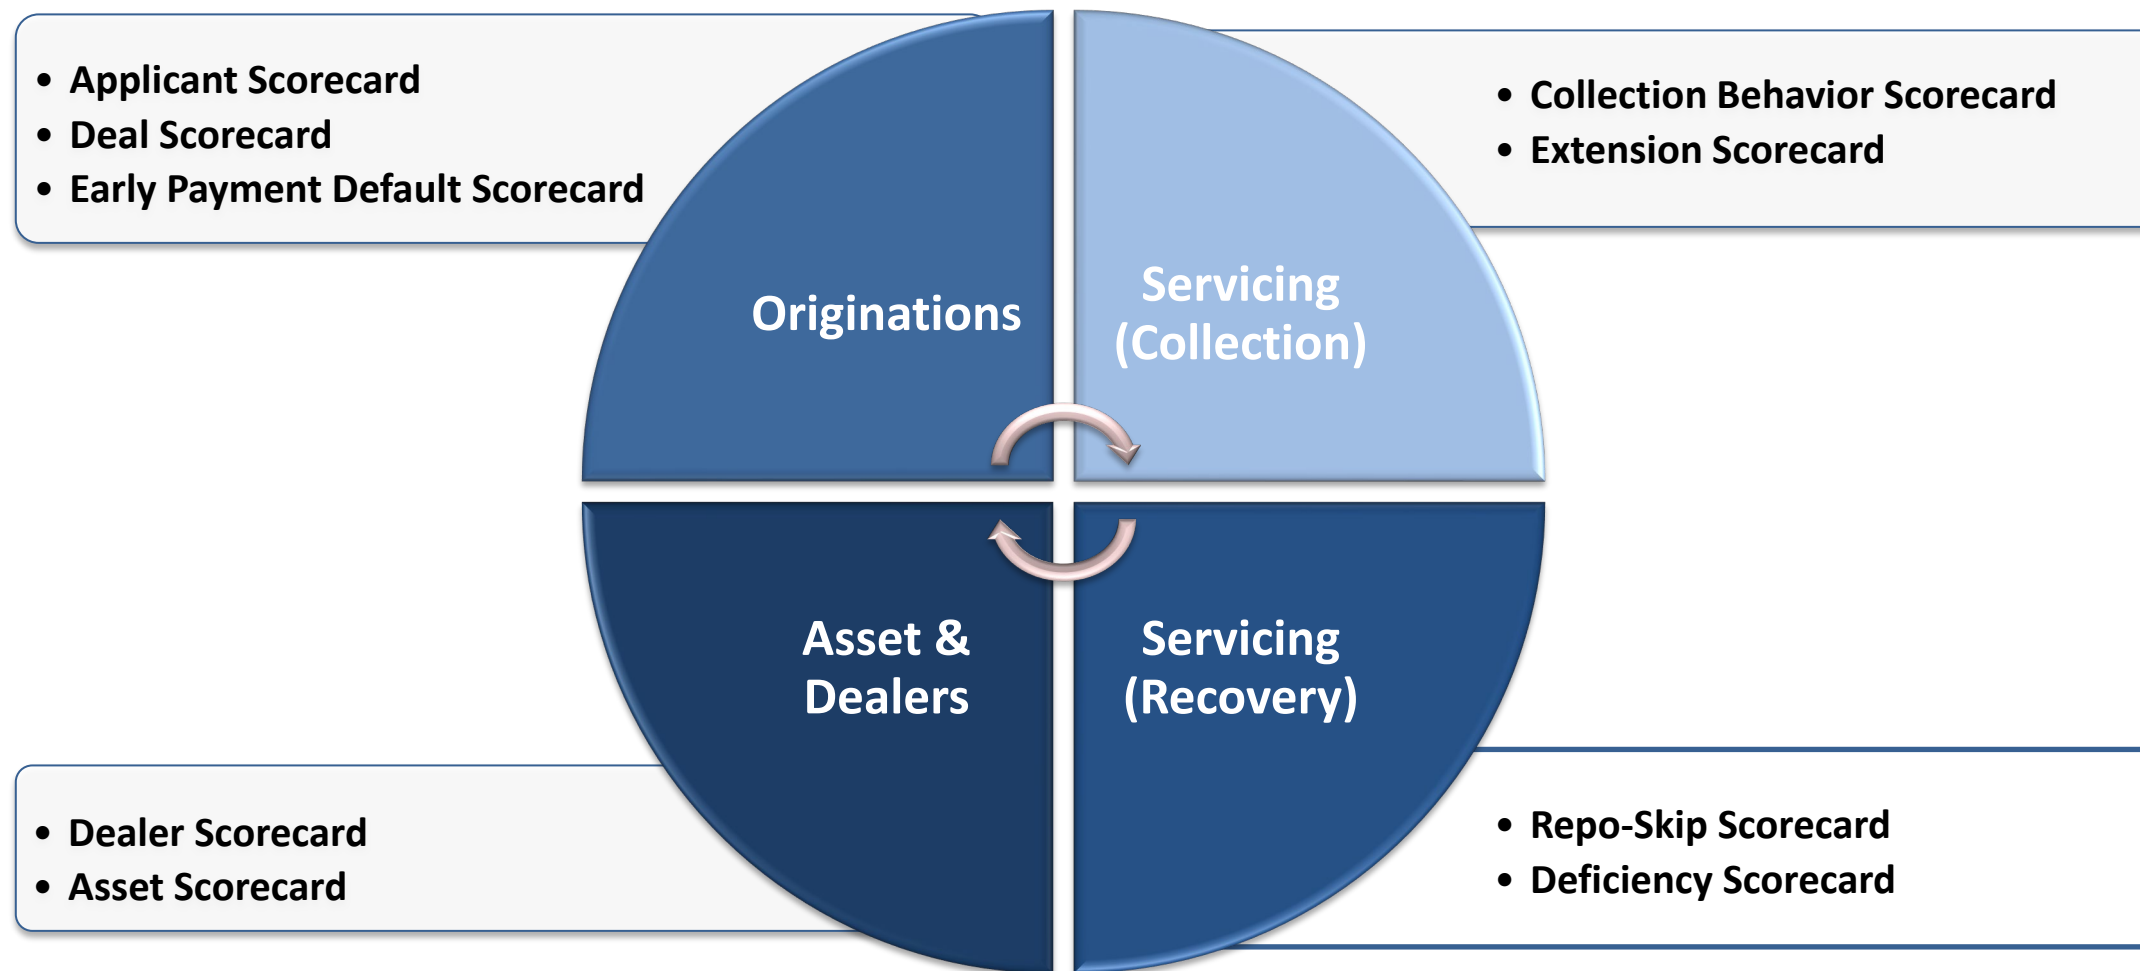 • Applicant Scorecard
• Deal Scorecard
• Early Payment Default Scorecard
• Collection Behavior Scorecard
• Extension Scorecard
Originations
Servicing
(Collection)
Asset &
Dealers
Servicing
(Recovery)
• Dealer Scorecard
• Asset Scorecard
• Repo-Skip Scorecard
• Deficiency Scorecard